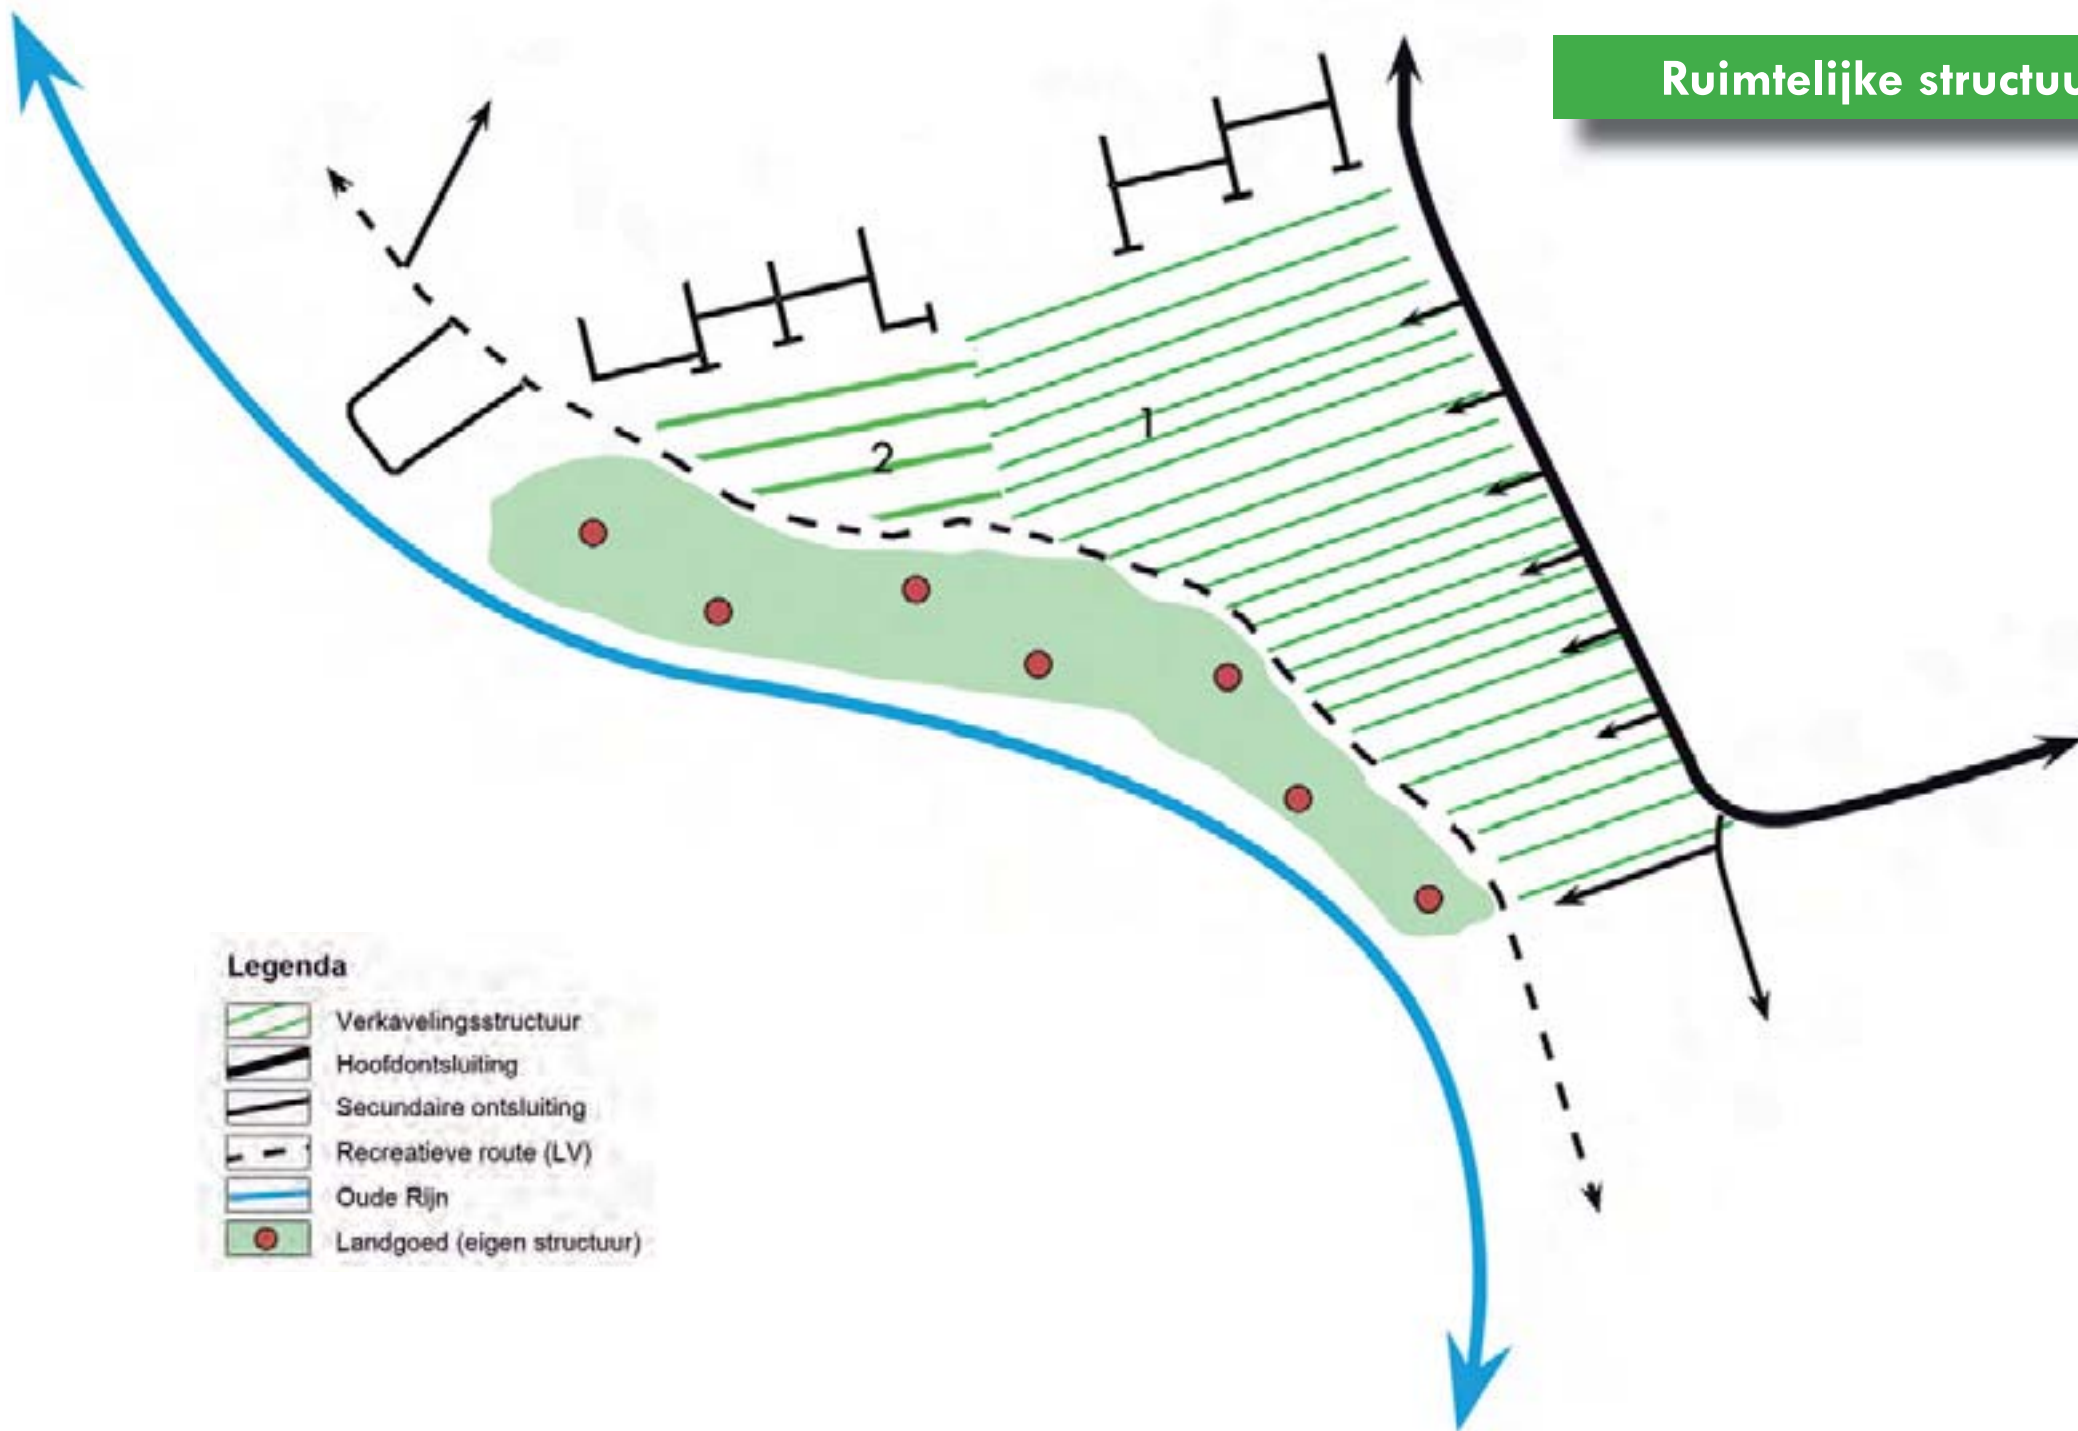 Ruimtelijke structuu
1
2
Legenda
Verkavelingsstructuur
Hoofdontsluiting
Secundaire ontsluiting
Recreatieve route (LV)
Oude Rijn
Landgoed (eigen structuur)